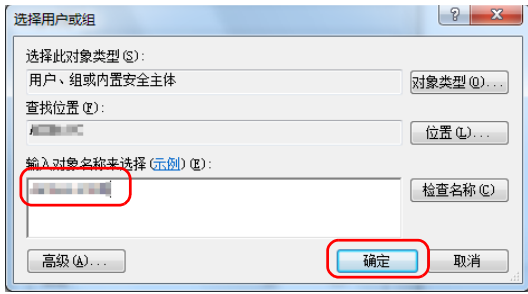 选择用户或组
选择此对象类型(S):
用户、组或内置安全主体
对象类型(O)...
查找位置(F):
位置(L)...
输入对象名称来选择(示例)(E):
检查名称(C)
高级(A)...
确定
取消